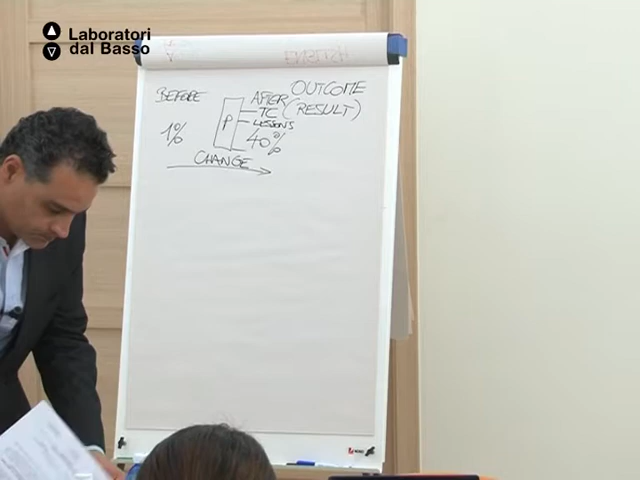 Laboratori
dal Basso
OUTCOME
BEFORE
AFTER
(RESULT)
TC
P
LESSONS
1%
40%
CHANGE